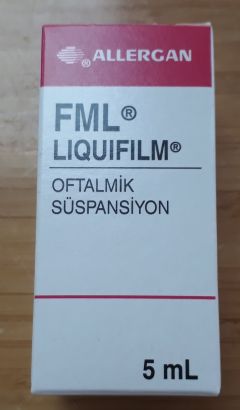 ALLERGAN
FML®
LIQUIFILM®
OFTALMİK
SÜSPANSİYON
5 mL